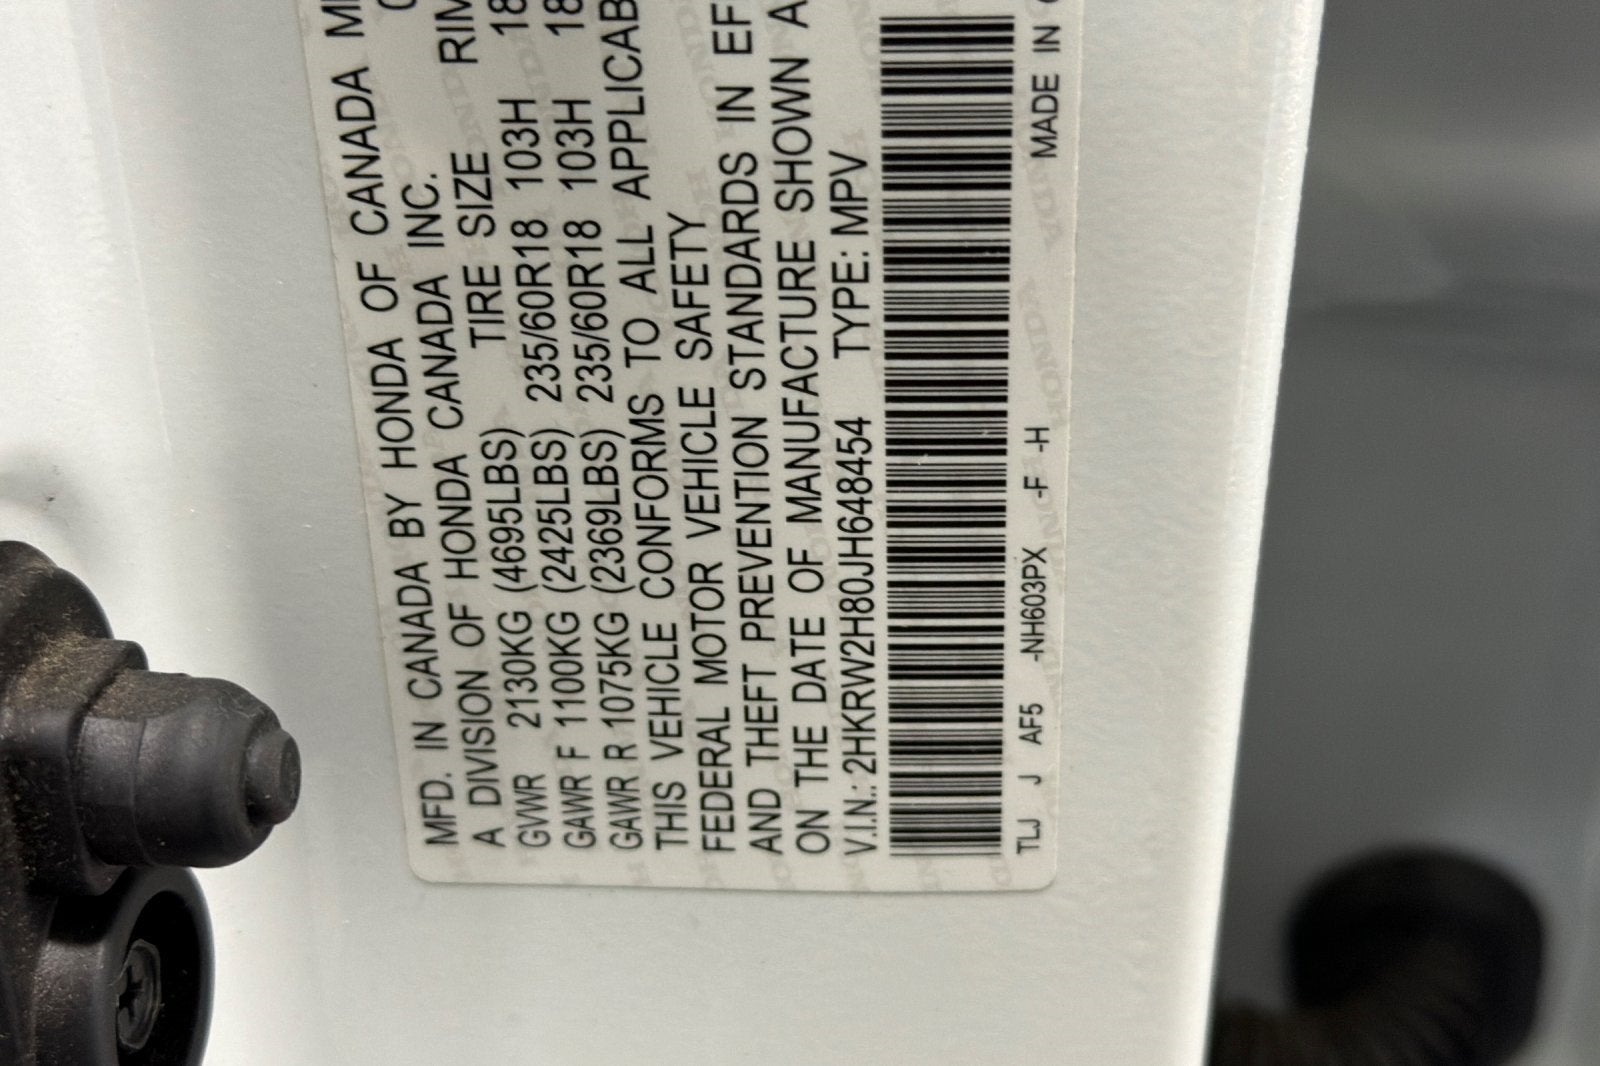 MFD. IN CANADA BY HONDA OF CANADA
A DIVISION OF HONDA CANADA INC.
TIRE SIZE RIM
GVWR 2130KG (4695LBS)
GAWR F 1100KG (2425LBS) 235/60R18 103H 18
GAWR R 1075KG (2369LBS) 235/60R18 103H 18
THIS VEHICLE CONFORMS TO ALL APPLICAB
FEDERAL MOTOR VEHICLE SAFETY
AND THEFT PREVENTION STANDARDS IN EF
ON THE DATE OF MANUFACTURE SHOWN A
V.I.N.: 2HKRW2H80JH648454 TYPE: MPV
TLJ J AF5 -NH603PX -F -H MADE IN